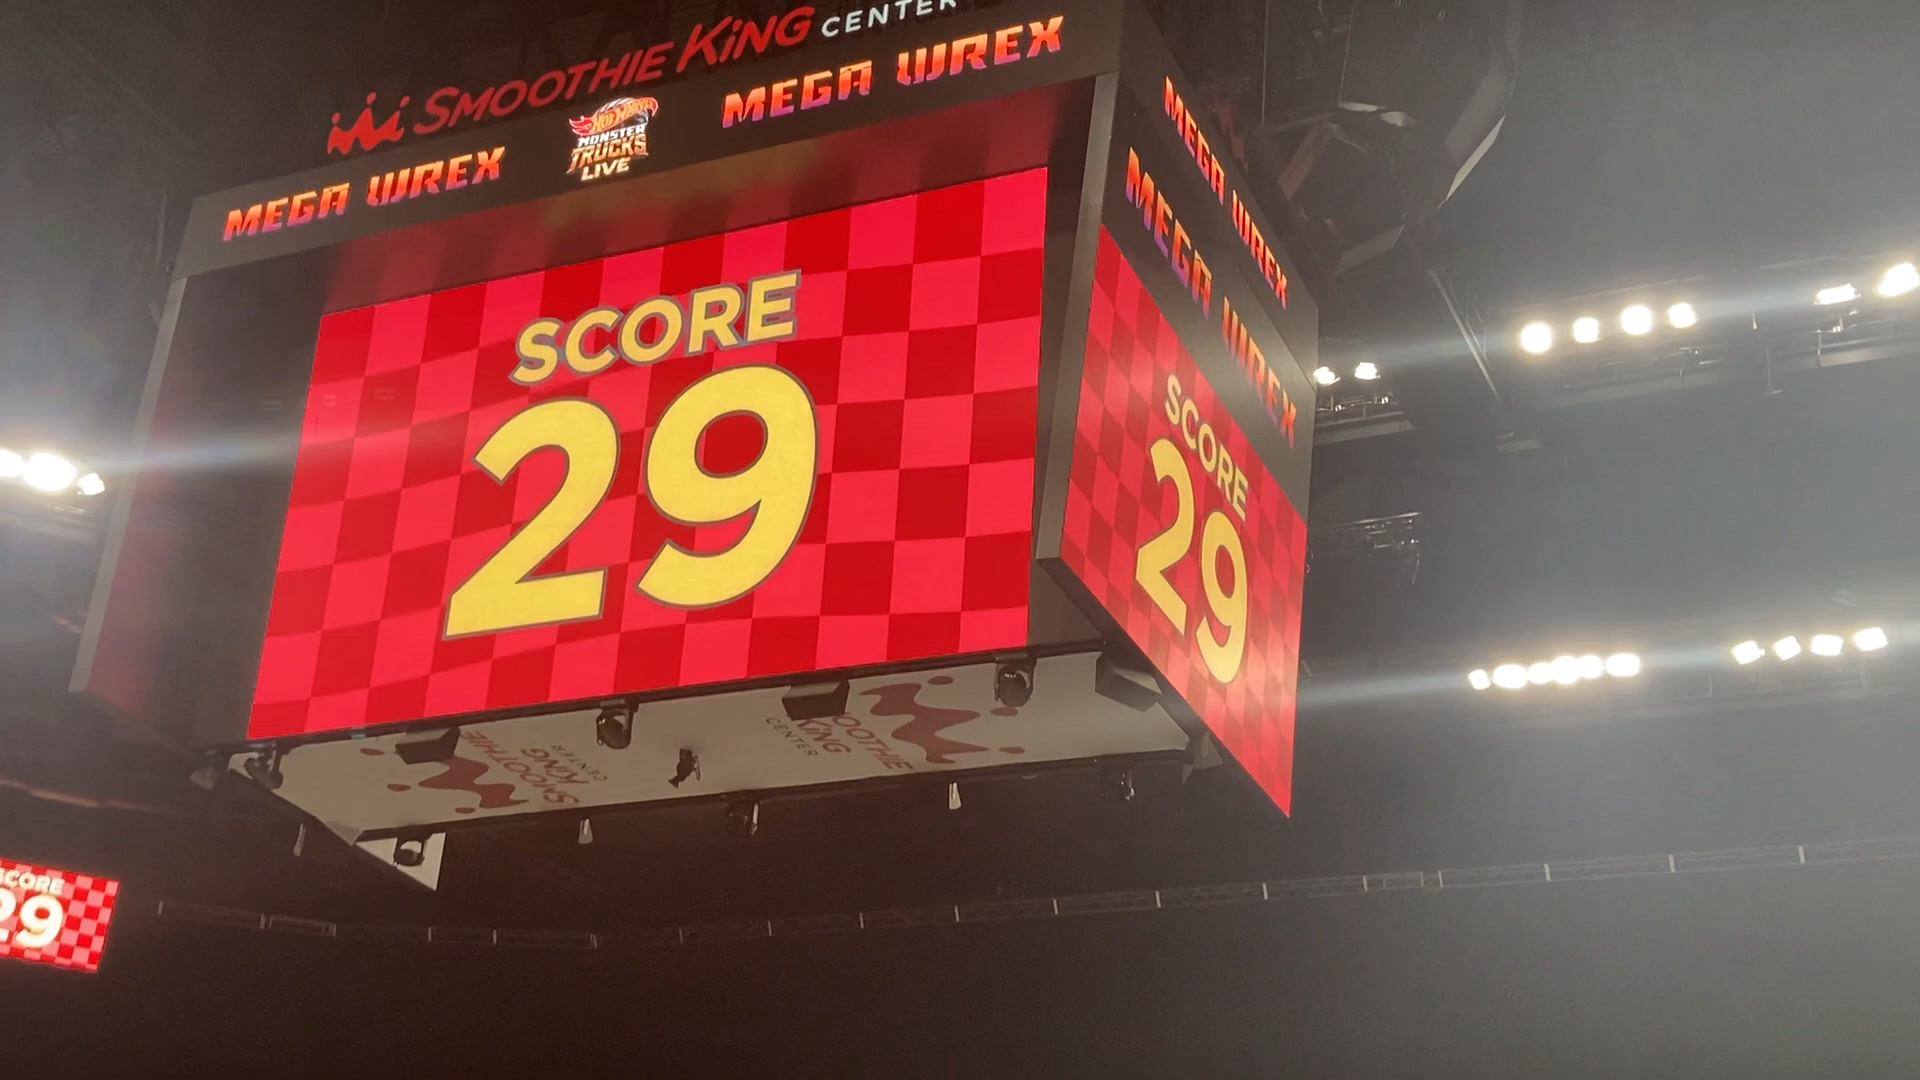 SMOOTHIE KING CENTER
MEGA WREX
HOT WHEELS
MONSTER
TRUCKS
LIVE
MEGA WREX
SCORE
29
MEGA WREX
MEGA WREX
SCORE
29
SMOOTHIE
KING
CENTER
SMOOTHIE
KING
CENTER
SCORE
29